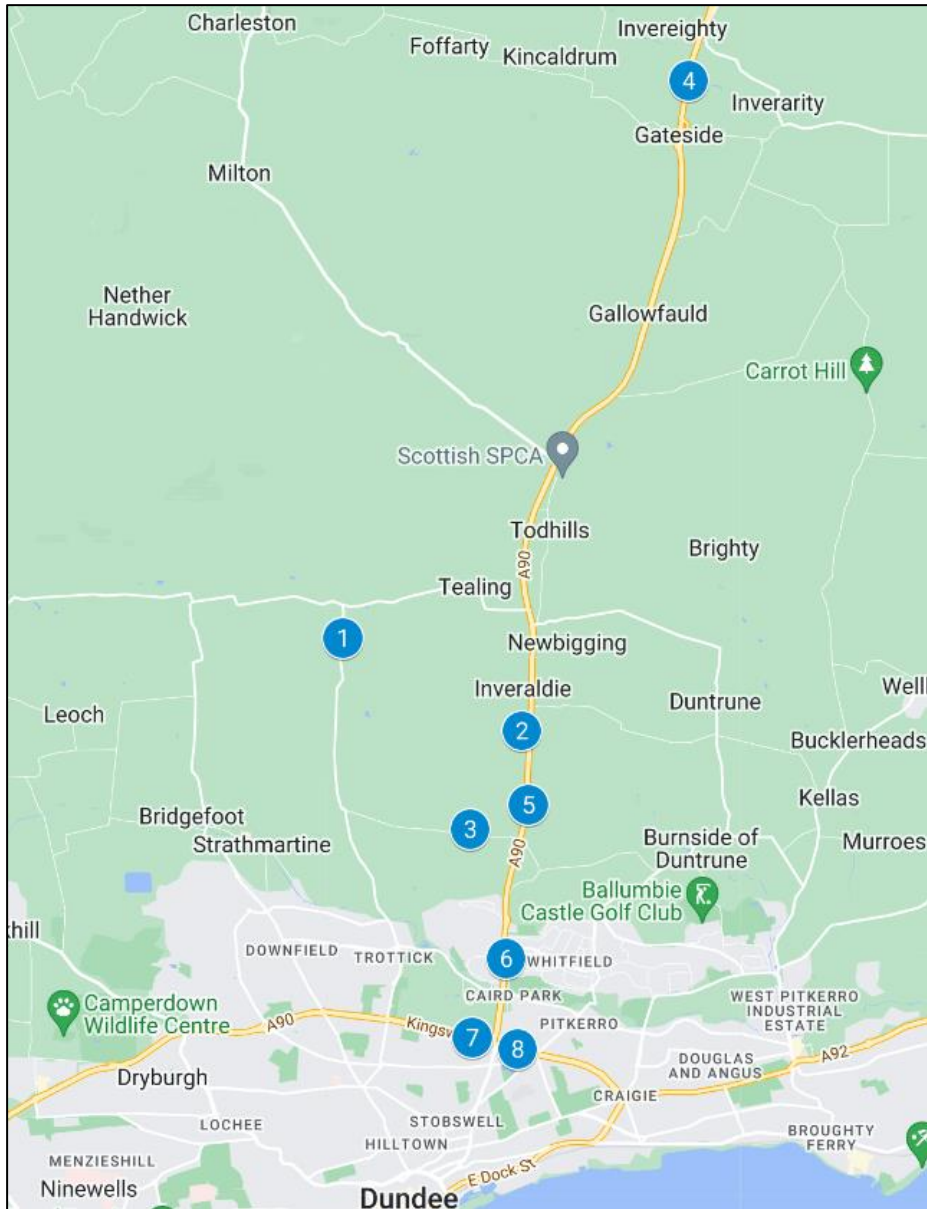 Charleston
Foffarty
Invereighty
Kincaldrum
4
Inverarity
Gateside
Milton
Nether
Handwick
Gallowfauld
Carrot Hill
Scottish SPCA
Todhills
A90
Brighty
Tealing
1
Newbigging
Inveraldie
Leoch
Duntrune
Well
2
Bucklerheads
Kellas
5
Bridgefoot
3
Strathmartine
A90
Burnside of
Duntrune
Murroes
Ballumbie
Castle Golf Club
hill
DOWNFIELD
TROTTICK
6
WHITFIELD
Camperdown
Wildlife Centre
CAIRD PARK
WEST PITKERRO
INDUSTRIAL
ESTATE
A90
Kingsw
7
8
PITKERRO
Dryburgh
DOUGLAS
AND ANGUS
A92
CRAIGIE
LOCHEE
STOBSWELL
HILLTOWN
BROUGHTY
FERRY
MENZIESHILL
Ninewells
E Dock St
Dundee